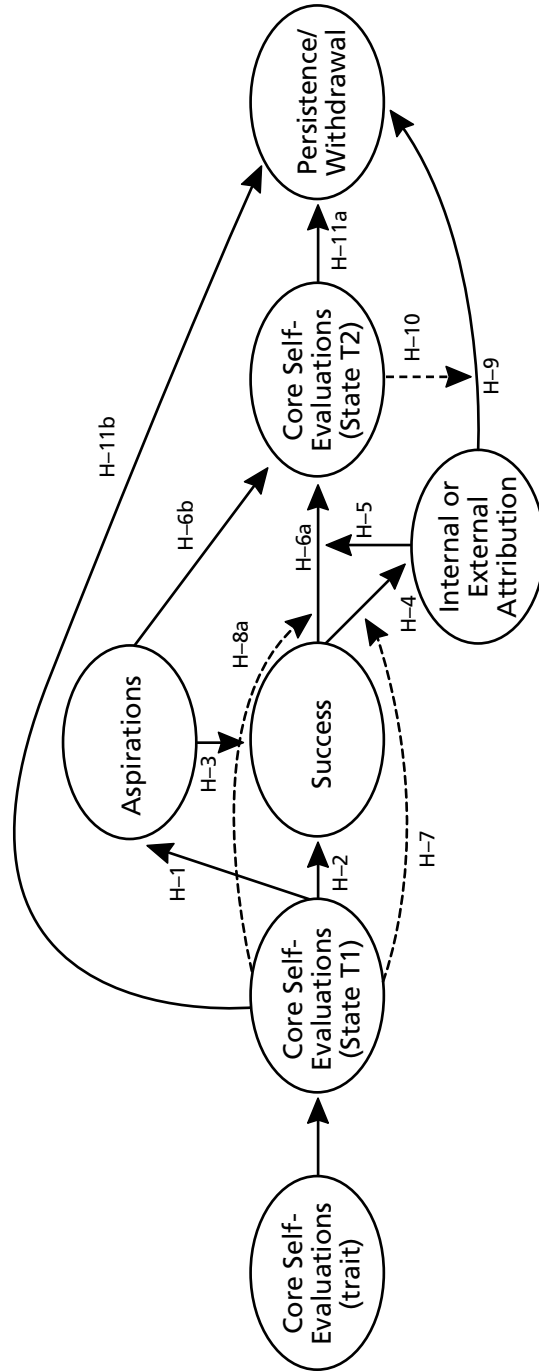 Core Self-
Evaluations
(trait)
Core Self-
Evaluations
(State T1)
H–1
H–2
H–7
Aspirations
H–3
Success
H–8a
H–4
H–5
H–6a
H–6b
H–11b
Internal or
External
Attribution
Core Self-
Evaluations
(State T2)
H–10
H–9
H–11a
Persistence/
Withdrawal